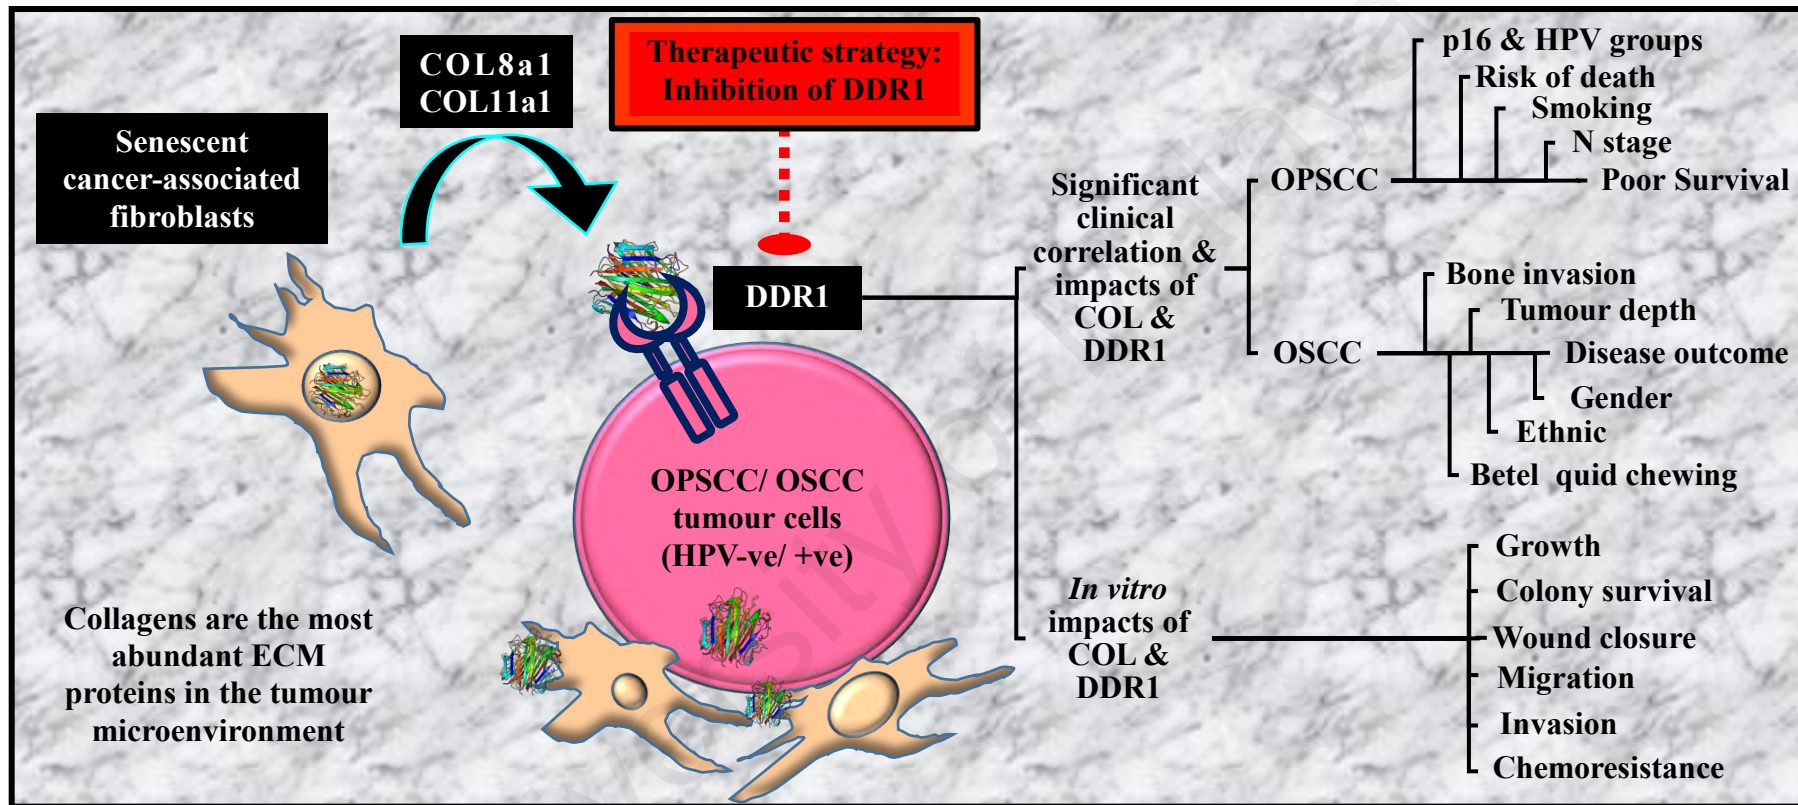 COL8a1
COL11a1
Therapeutic strategy:
Inhibition of DDR1
Senescent
cancer-associated
fibroblasts
DDR1
OPSCC/ OSCC
tumour cells
(HPV-ve/ +ve)
Collagens are the most
abundant ECM
proteins in the tumour
microenvironment
Significant
clinical
correlation &
impacts of
COL &
DDR1
OPSCC
p16 & HPV groups
Risk of death
Smoking
N stage
Poor Survival
OSCC
Bone invasion
Tumour depth
Disease outcome
Gender
Ethnic
Betel quid chewing
In vitro
impacts of
COL &
DDR1
Growth
Colony survival
Wound closure
Migration
Invasion
Chemoresistance